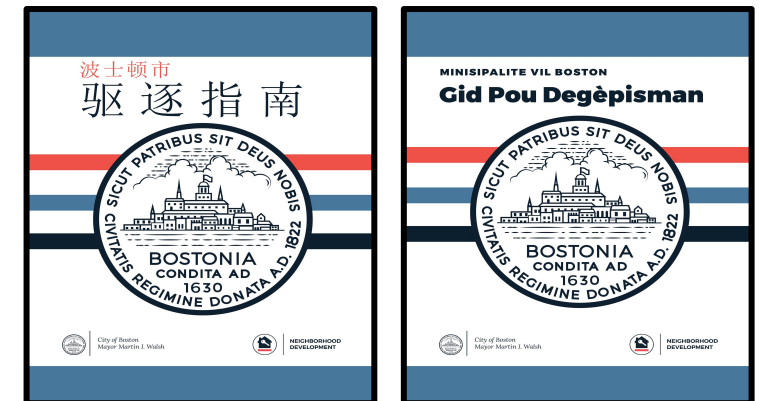 波士顿市
驱逐指南
SICUT PATRIBUS SIT DEUS NOBIS
CIVITATIS REGIMINE DONATA A.D. 1822
BOSTONIA
CONDITA AD
1630
City of Boston
Mayor Martin J. Walsh
NEIGHBORHOOD
DEVELOPMENT
MINISIPALITE VIL BOSTON
Gid Pou Degèpisman
SICUT PATRIBUS SIT DEUS NOBIS
CIVITATIS REGIMINE DONATA A.D. 1822
BOSTONIA
CONDITA AD
1630
City of Boston
Mayor Martin J. Walsh
NEIGHBORHOOD
DEVELOPMENT